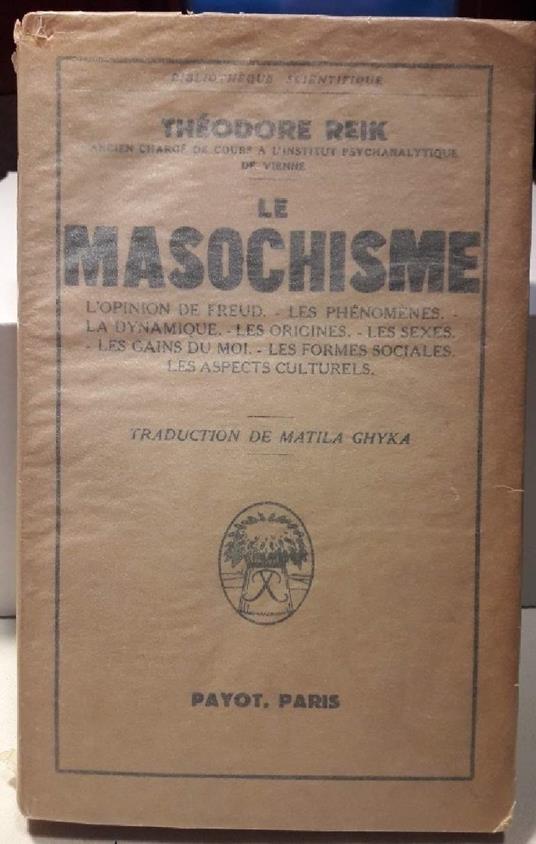 BIBLIOTHÈQUE SCIENTIFIQUE
THÉODORE REIK
ANCIEN CHARGÉ DE COURS A L'INSTITUT PSYCHANALYTIQUE
DE VIENNE
LE
MASOCHISME
L'OPINION DE FREUD. - LES PHÉNOMÈNES. -
LA DYNAMIQUE. - LES ORIGINES. - LES SEXES.
- LES GAINS DU MOI. - LES FORMES SOCIALES.
LES ASPECTS CULTURELS.
TRADUCTION DE MATILA GHYKA
PAYOT, PARIS